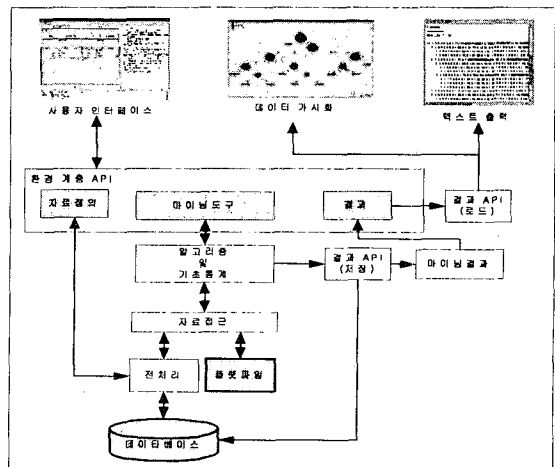 사용자 인터페이스
데이터 가시화
텍스트 출력
환경 계층 API
자료정의
마이닝도구
결과
결과 API
(로드)
알고리즘
및
기초통계
결과 API
(저장)
마이닝결과
자료접근
전처리
플랫파일
데이타베이스